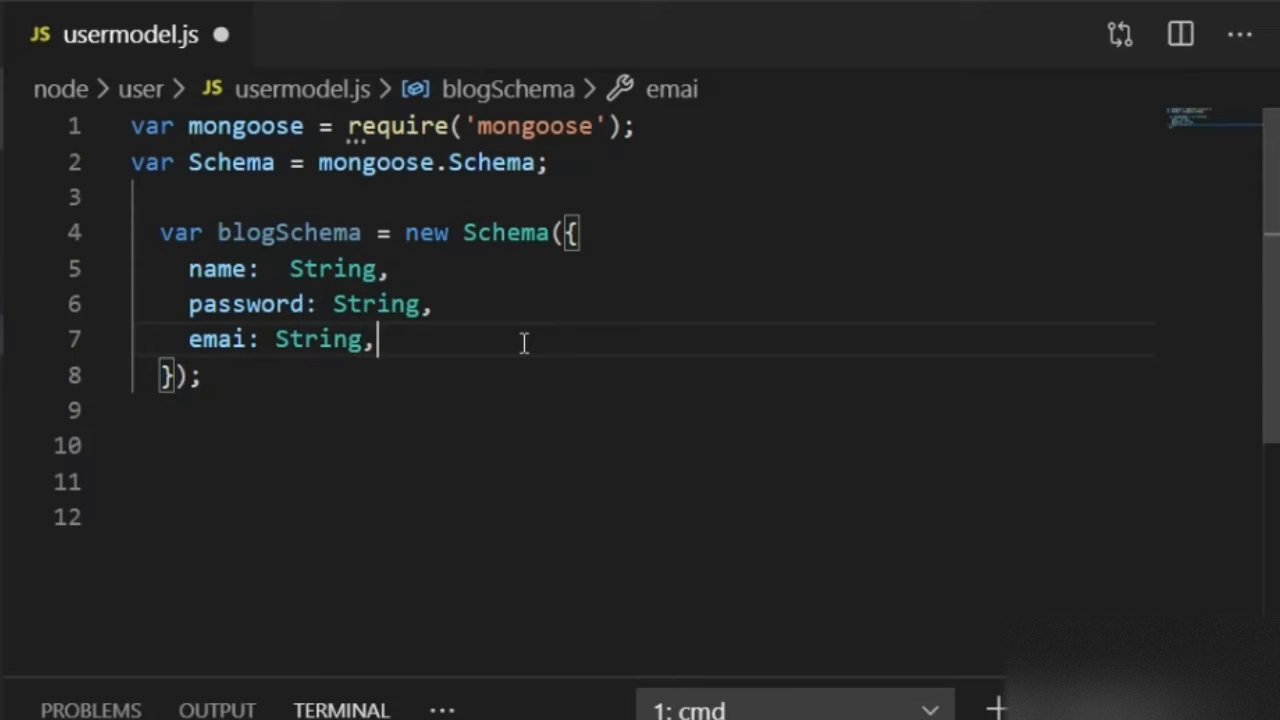 JS usermodel.js
node > user > JS usermodel.js > blogSchema > emai
1 var mongoose = require('mongoose');
2 var Schema = mongoose.Schema;
3
4 var blogSchema = new Schema({
5 name: String,
6 password: String,
7 emai: String,
8 });
9
10
11
12
PROBLEMS OUTPUT TERMINAL ··· 1: cmd